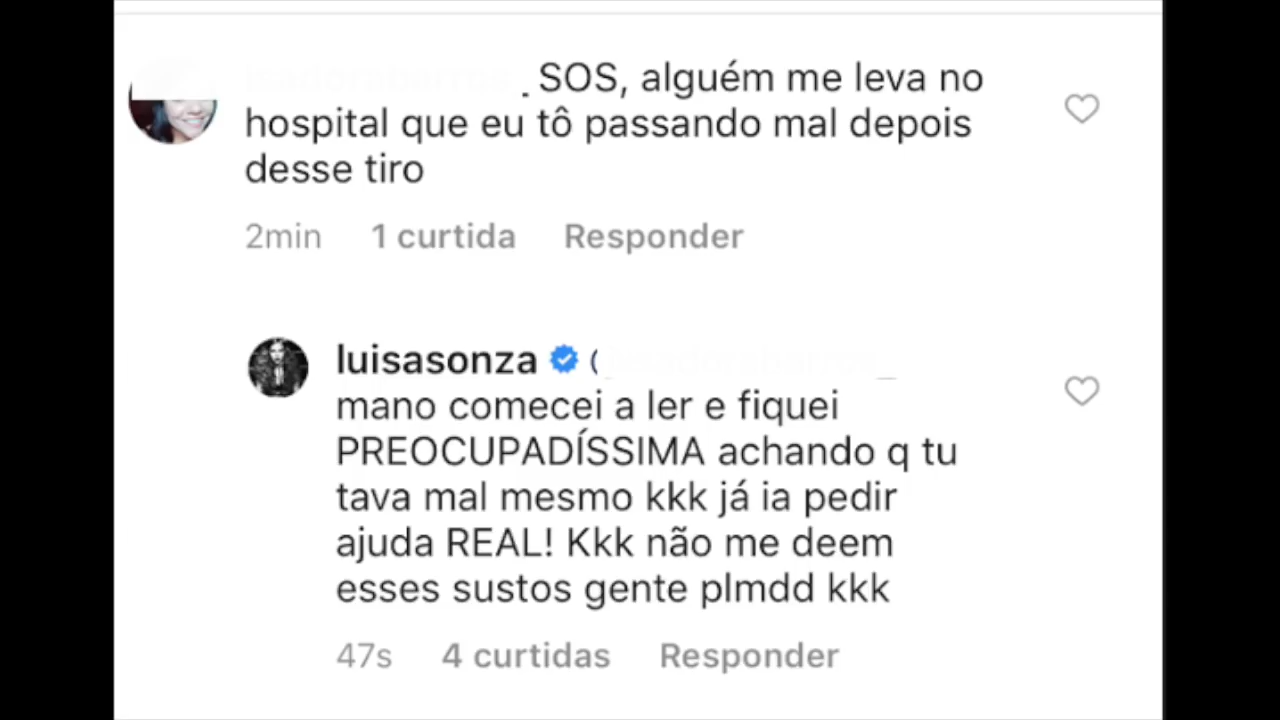 SOS, alguém me leva no
hospital que eu tô passando mal depois
desse tiro
2min 1 curtida Responder
luisasonza
mano comecei a ler e fiquei
PREOCUPADÍSSIMA achando q tu
tava mal mesmo kkk já ia pedir
ajuda REAL! Kkk não me deem
esses sustos gente plmdd kkk
47s 4 curtidas Responder